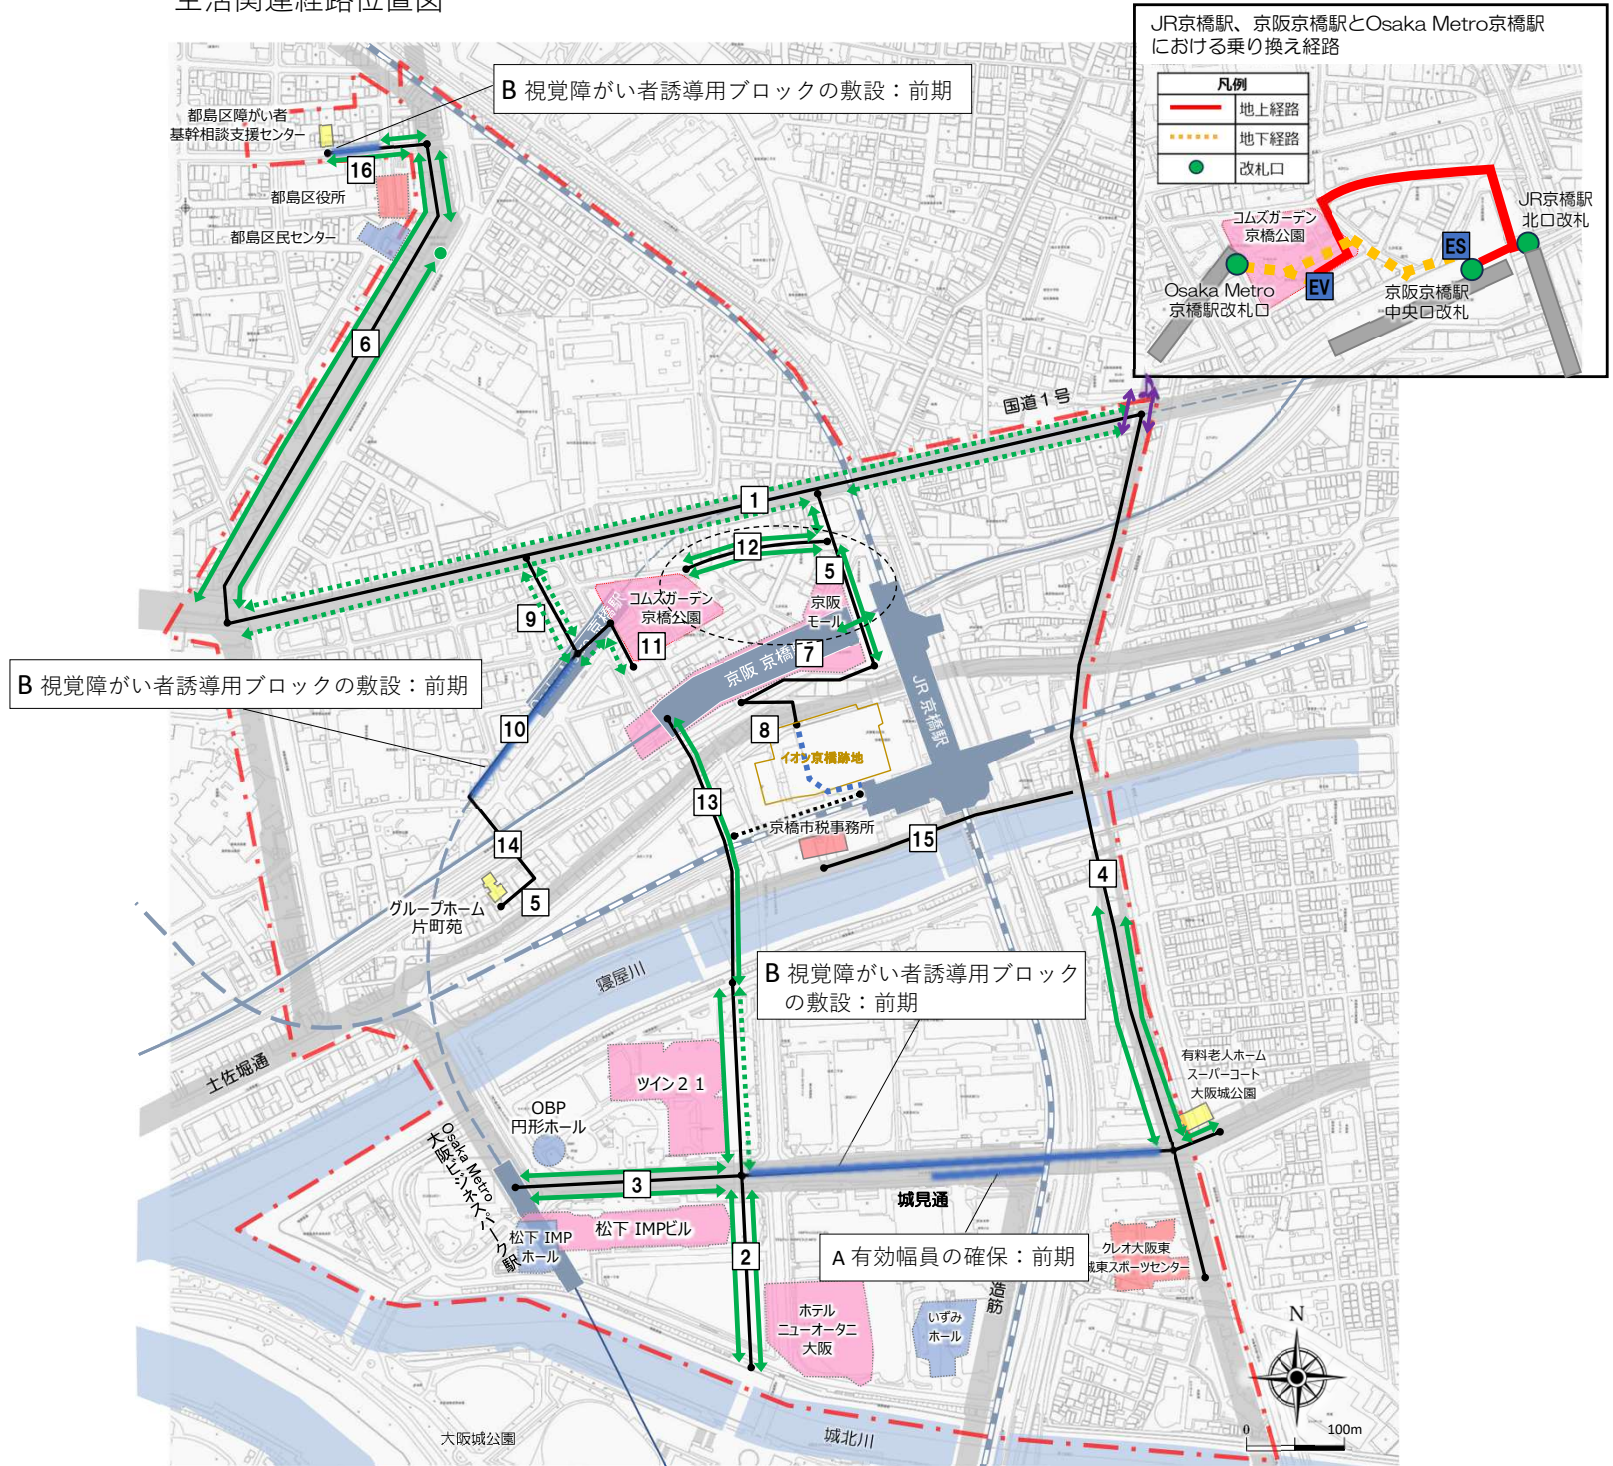 生活関連経路位置図
JR京橋駅、京阪京橋駅とOsaka Metro京橋駅
における乗り換え経路
凡例
地上経路
地下経路
改札口
コムズガーデン
京橋公園
JR京橋駅
北口改札
ES
EV
Osaka Metro
京橋駅改札口
京阪京橋駅
中央口改札
B 視覚障がい者誘導用ブロックの敷設：前期
都島区障がい者
基幹相談支援センター
16
都島区役所
都島区民センター
6
国道１号
1
12
5
9
コムズガーデン
京橋公園
京阪
モール
11
7
京阪 京橋
JR 京橋駅
B 視覚障がい者誘導用ブロックの敷設：前期
10
8
イオン京橋跡地
13
京橋市税事務所
15
14
5
4
グループホーム
片町苑
寝屋川
B 視覚障がい者誘導用ブロック
の敷設：前期
土佐堀通
有料老人ホーム
スーパーコート
大阪城公園
ツイン２１
OBP
円形ホール
Osaka Metro
大阪ビジネスパーク駅
3
城見通
松下 IMPビル
松下 IMP
ホール
2
A 有効幅員の確保：前期
クレオ大阪東
城東スポーツセンター
造筋
ホテル
ニューオータニ
大阪
いずみ
ホール
N
0
100m
大阪城公園
城北川